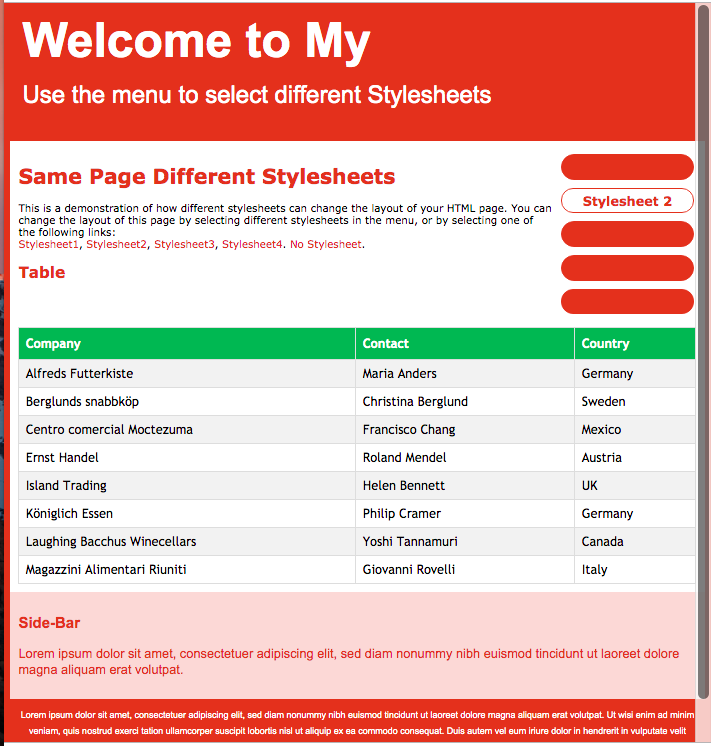 Welcome to My
Use the menu to select different Stylesheets
Same Page Different Stylesheets
This is a demonstration of how different stylesheets can change the layout of your HTML page. You can
change the layout of this page by selecting different stylesheets in the menu, or by selecting one of
the following links:
Stylesheet1, Stylesheet2, Stylesheet3, Stylesheet4. No Stylesheet.
Stylesheet 2
Table
Company Contact Country
Alfreds Futterkiste Maria Anders Germany
Berglunds snabbköp Christina Berglund Sweden
Centro comercial Moctezuma Francisco Chang Mexico
Ernst Handel Roland Mendel Austria
Island Trading Helen Bennett UK
Königlich Essen Philip Cramer Germany
Laughing Bacchus Winecellars Yoshi Tannamuri Canada
Magazzini Alimentari Riuniti Giovanni Rovelli Italy
Side-Bar
Lorem ipsum dolor sit amet, consectetuer adipiscing elit, sed diam nonummy nibh euismod tincidunt ut laoreet dolore
magna aliquam erat volutpat.
Lorem ipsum dolor sit amet, consectetuer adipiscing elit, sed diam nonummy nibh euismod tincidunt ut laoreet dolore magna aliquam erat volutpat. Ut wisi enim ad minim
veniam, quis nostrud exerci tation ullamcorper suscipit lobortis nisl ut aliquip ex ea commodo consequat. Duis autem vel eum iriure dolor in hendrerit in vulputate velit